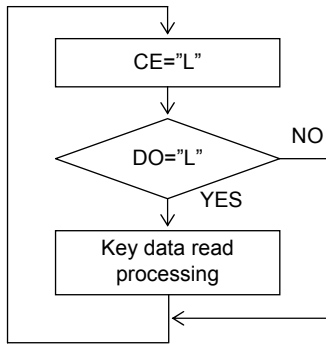 CE=”L”
DO=”L”
NO
YES
Key data read
processing